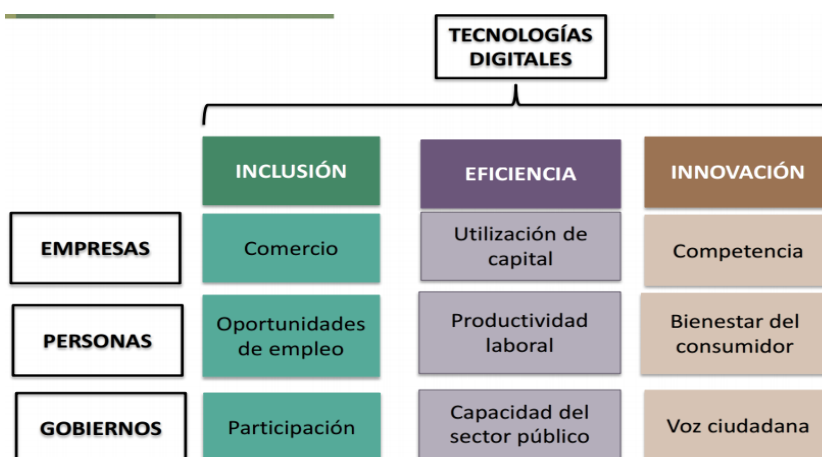 TECNOLOGÍAS
DIGITALES
INCLUSIÓN
EFICIENCIA
INNOVACIÓN
EMPRESAS
Comercio
Utilización de
capital
Competencia
PERSONAS
Oportunidades
de empleo
Productividad
laboral
Bienestar del
consumidor
GOBIERNOS
Participación
Capacidad del
sector público
Voz ciudadana